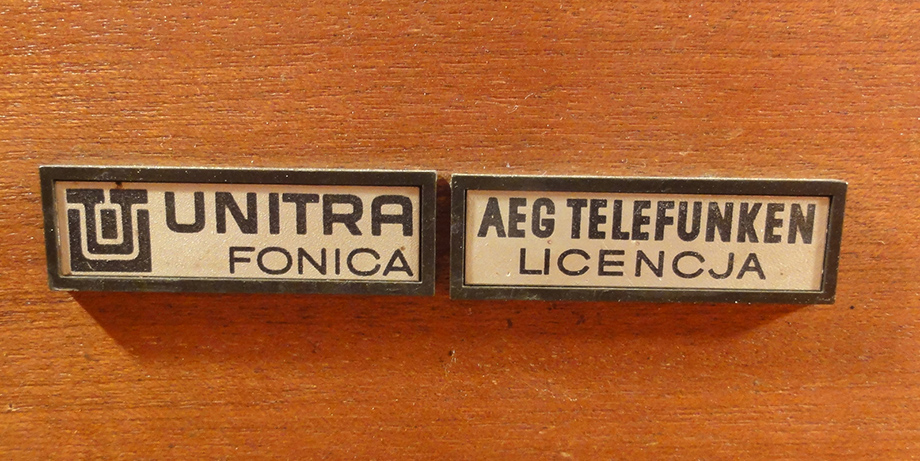 UNITRA
FONICA
AEG TELEFUNKEN
LICENCJA